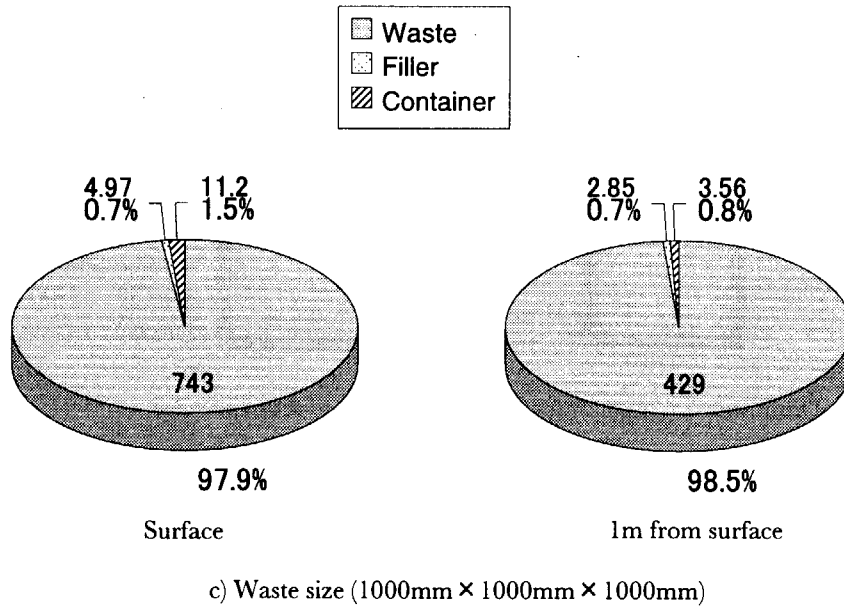 Waste
Filler
Container
4.97 11.2
0.7% 1.5%
2.85 3.56
0.7% 0.8%
743
429
97.9%
98.5%
Surface
1m from surface
c) Waste size (1000mm × 1000mm × 1000mm)